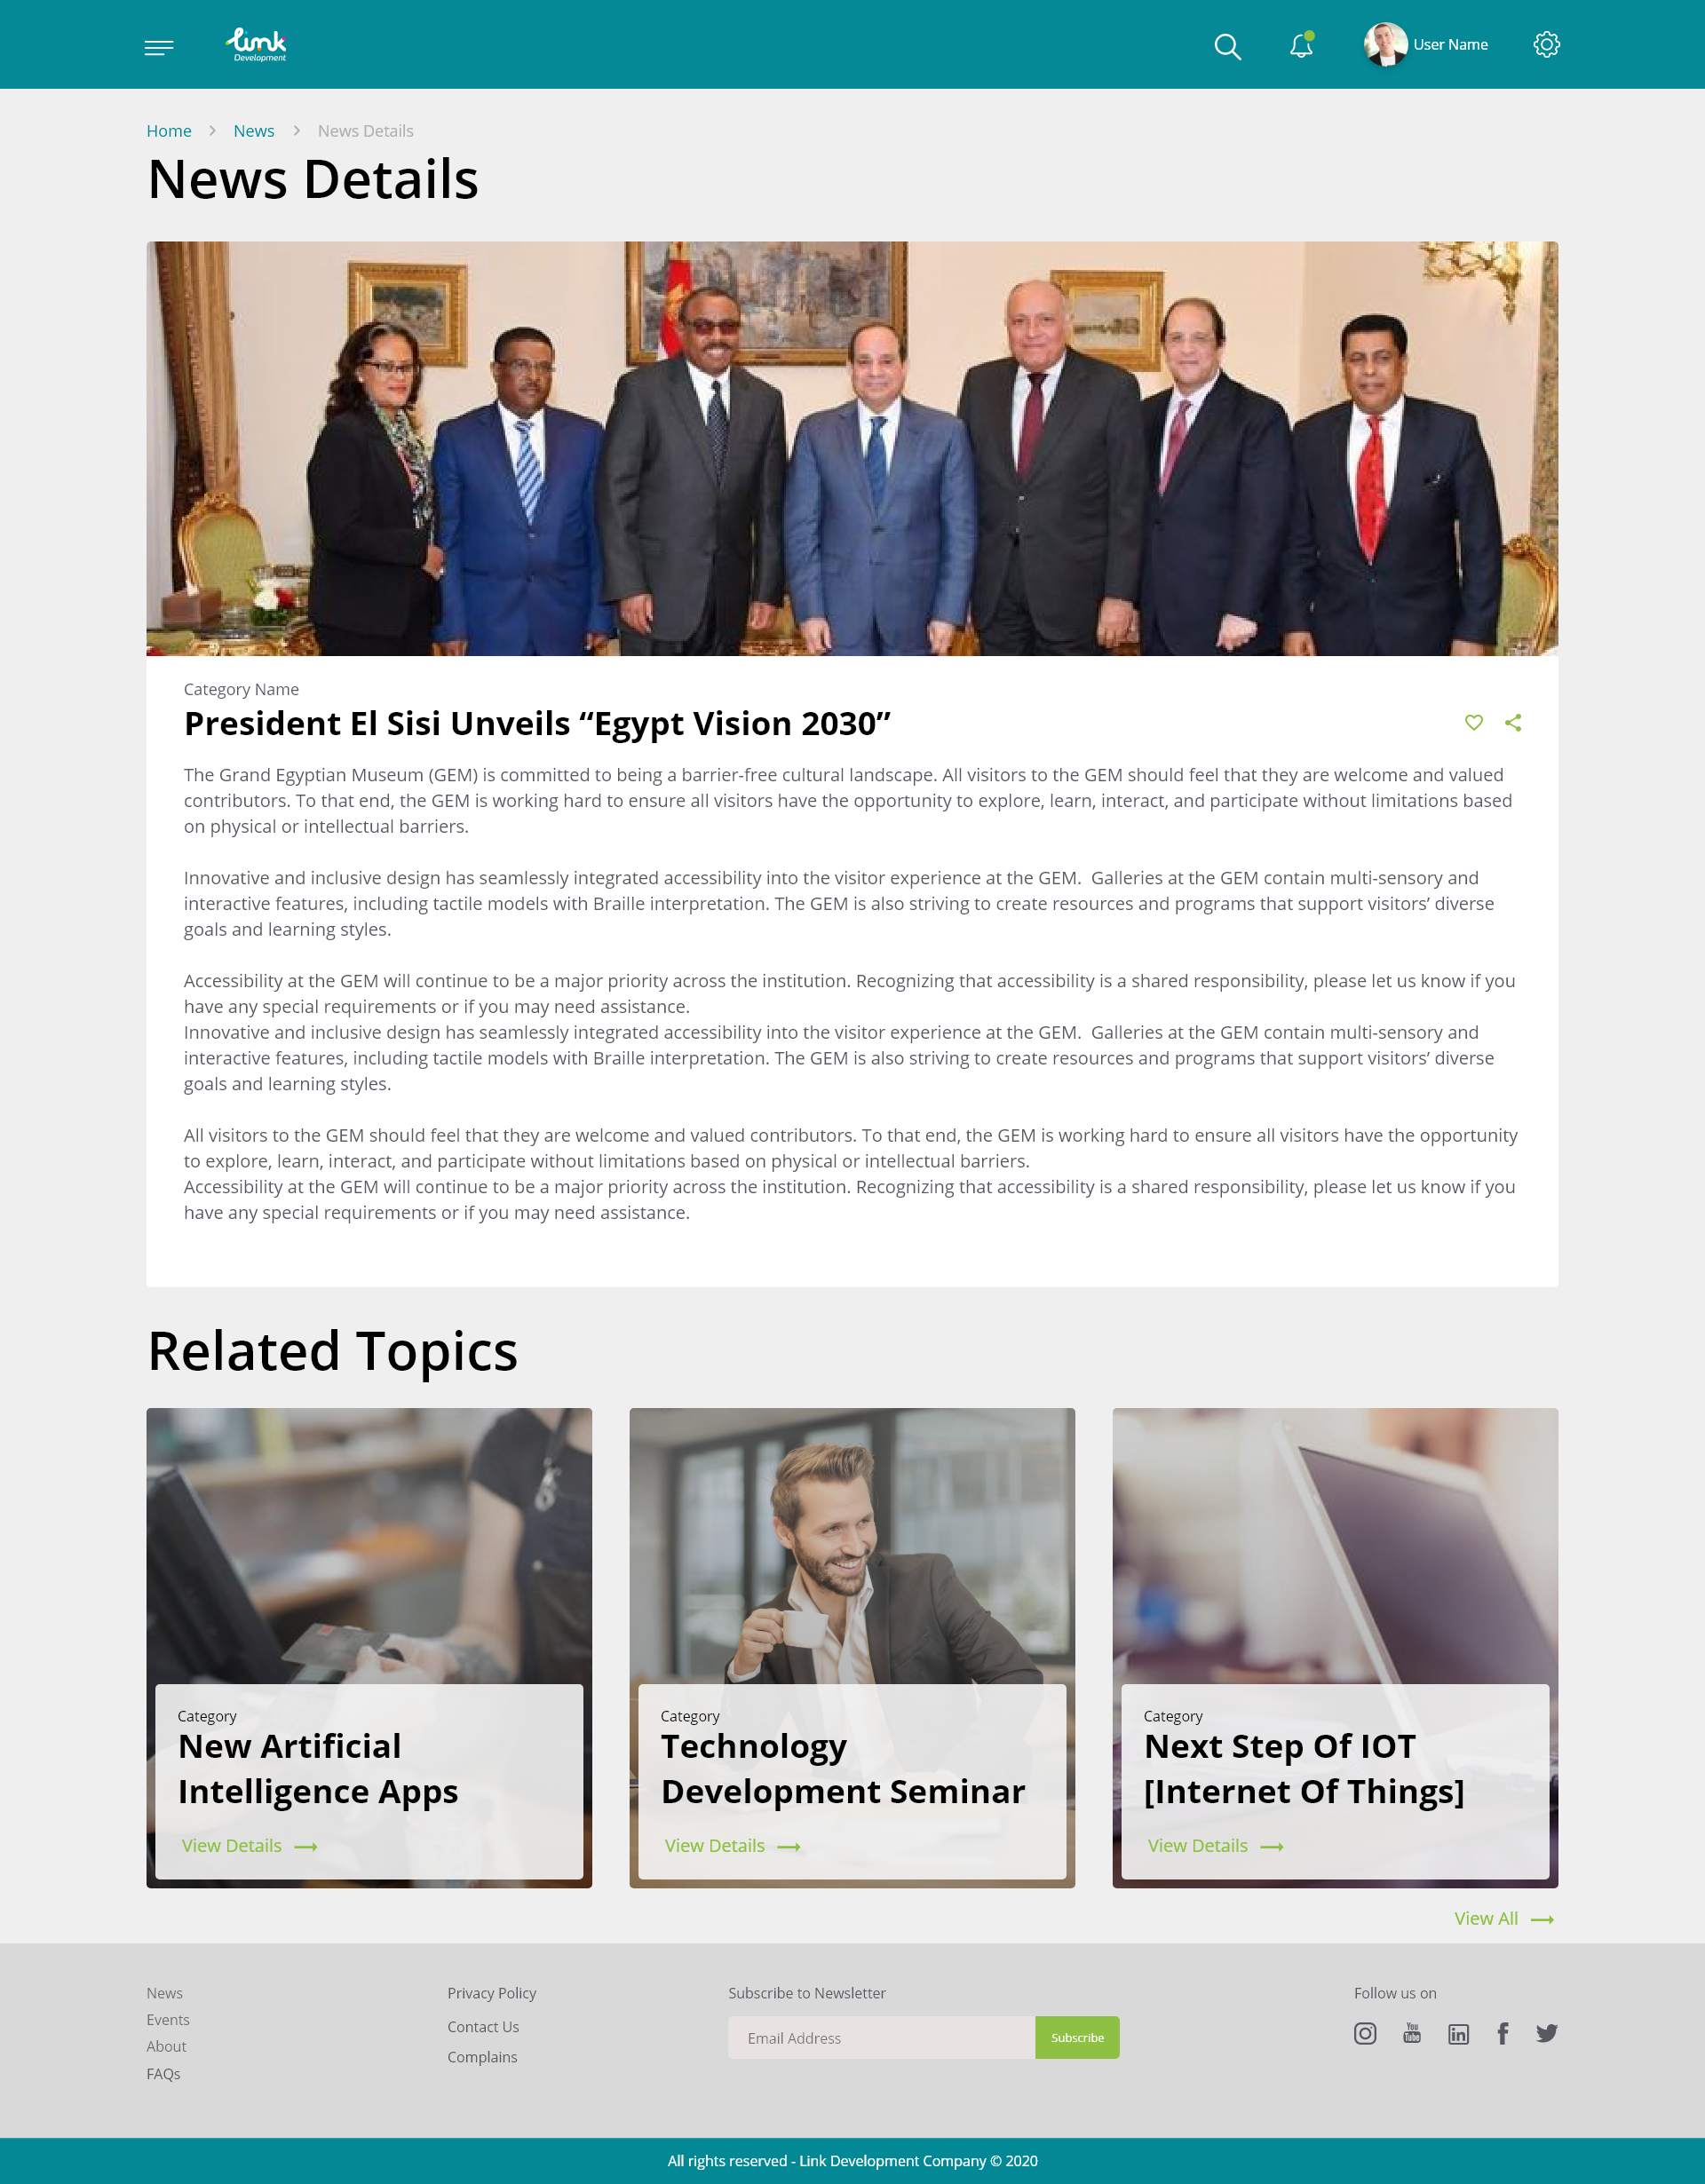 Link
Development
User Name
Home > News > News Details
News Details
Category Name
President El Sisi Unveils “Egypt Vision 2030”
The Grand Egyptian Museum (GEM) is committed to being a barrier-free cultural landscape. All visitors to the GEM should feel that they are welcome and valued
contributors. To that end, the GEM is working hard to ensure all visitors have the opportunity to explore, learn, interact, and participate without limitations based
on physical or intellectual barriers.
Innovative and inclusive design has seamlessly integrated accessibility into the visitor experience at the GEM.  Galleries at the GEM contain multi-sensory and
interactive features, including tactile models with Braille interpretation. The GEM is also striving to create resources and programs that support visitors’ diverse
goals and learning styles.
Accessibility at the GEM will continue to be a major priority across the institution. Recognizing that accessibility is a shared responsibility, please let us know if you
have any special requirements or if you may need assistance.
Innovative and inclusive design has seamlessly integrated accessibility into the visitor experience at the GEM.  Galleries at the GEM contain multi-sensory and
interactive features, including tactile models with Braille interpretation. The GEM is also striving to create resources and programs that support visitors’ diverse
goals and learning styles.
All visitors to the GEM should feel that they are welcome and valued contributors. To that end, the GEM is working hard to ensure all visitors have the opportunity
to explore, learn, interact, and participate without limitations based on physical or intellectual barriers.
Accessibility at the GEM will continue to be a major priority across the institution. Recognizing that accessibility is a shared responsibility, please let us know if you
have any special requirements or if you may need assistance.
Related Topics
Category
New Artificial
Intelligence Apps
View Details
Category
Technology
Development Seminar
View Details
Category
Next Step Of IOT
[Internet Of Things]
View Details
View All
News
Events
About
FAQs
Privacy Policy
Contact Us
Complains
Subscribe to Newsletter
Email Address
Subscribe
Follow us on
You
Tube
in
All rights reserved - Link Development Company © 2020